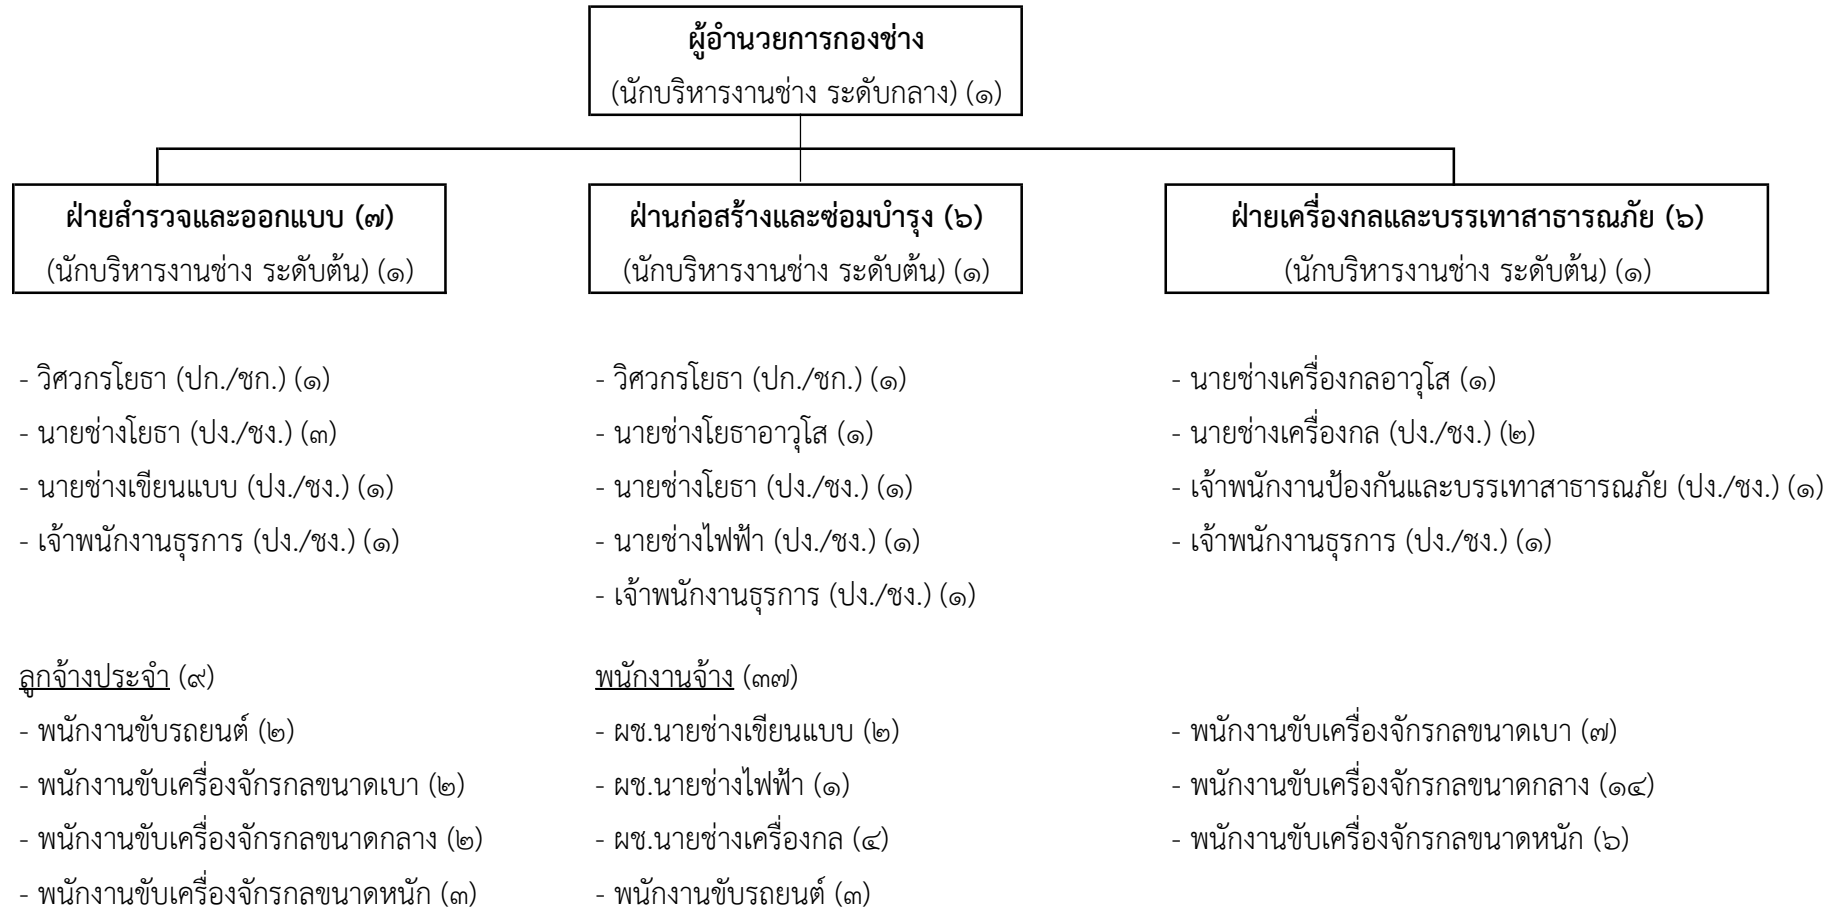 ผู้อำนวยการกองช่าง
(นักบริหารงานช่าง ระดับกลาง) (๑)
ฝ่ายสำรวจและออกแบบ (๗)
(นักบริหารงานช่าง ระดับต้น) (๑)
ฝ่านก่อสร้างและซ่อมบำรุง (๖)
(นักบริหารงานช่าง ระดับต้น) (๑)
ฝ่ายเครื่องกลและบรรเทาสาธารณภัย (๖)
(นักบริหารงานช่าง ระดับต้น) (๑)
- วิศวกรโยธา (ปก./ชก.) (๑)
- นายช่างโยธา (ปง./ชง.) (๓)
- นายช่างเขียนแบบ (ปง./ชง.) (๑)
- เจ้าพนักงานธุรการ (ปง./ชง.) (๑)
- วิศวกรโยธา (ปก./ชก.) (๑)
- นายช่างโยธาอาวุโส (๑)
- นายช่างโยธา (ปง./ชง.) (๑)
- นายช่างไฟฟ้า (ปง./ชง.) (๑)
- เจ้าพนักงานธุรการ (ปง./ชง.) (๑)
- นายช่างเครื่องกลอาวุโส (๑)
- นายช่างเครื่องกล (ปง./ชง.) (๒)
- เจ้าพนักงานป้องกันและบรรเทาสาธารณภัย (ปง./ชง.) (๑)
- เจ้าพนักงานธุรการ (ปง./ชง.) (๑)
ลูกจ้างประจำ (๙)
- พนักงานขับรถยนต์ (๒)
- พนักงานขับเครื่องจักรกลขนาดเบา (๒)
- พนักงานขับเครื่องจักรกลขนาดกลาง (๒)
- พนักงานขับเครื่องจักรกลขนาดหนัก (๓)
พนักงานจ้าง (๓๗)
- ผช.นายช่างเขียนแบบ (๒)
- ผช.นายช่างไฟฟ้า (๑)
- ผช.นายช่างเครื่องกล (๔)
- พนักงานขับรถยนต์ (๓)
- พนักงานขับเครื่องจักรกลขนาดเบา (๗)
- พนักงานขับเครื่องจักรกลขนาดกลาง (๑๔)
- พนักงานขับเครื่องจักรกลขนาดหนัก (๖)